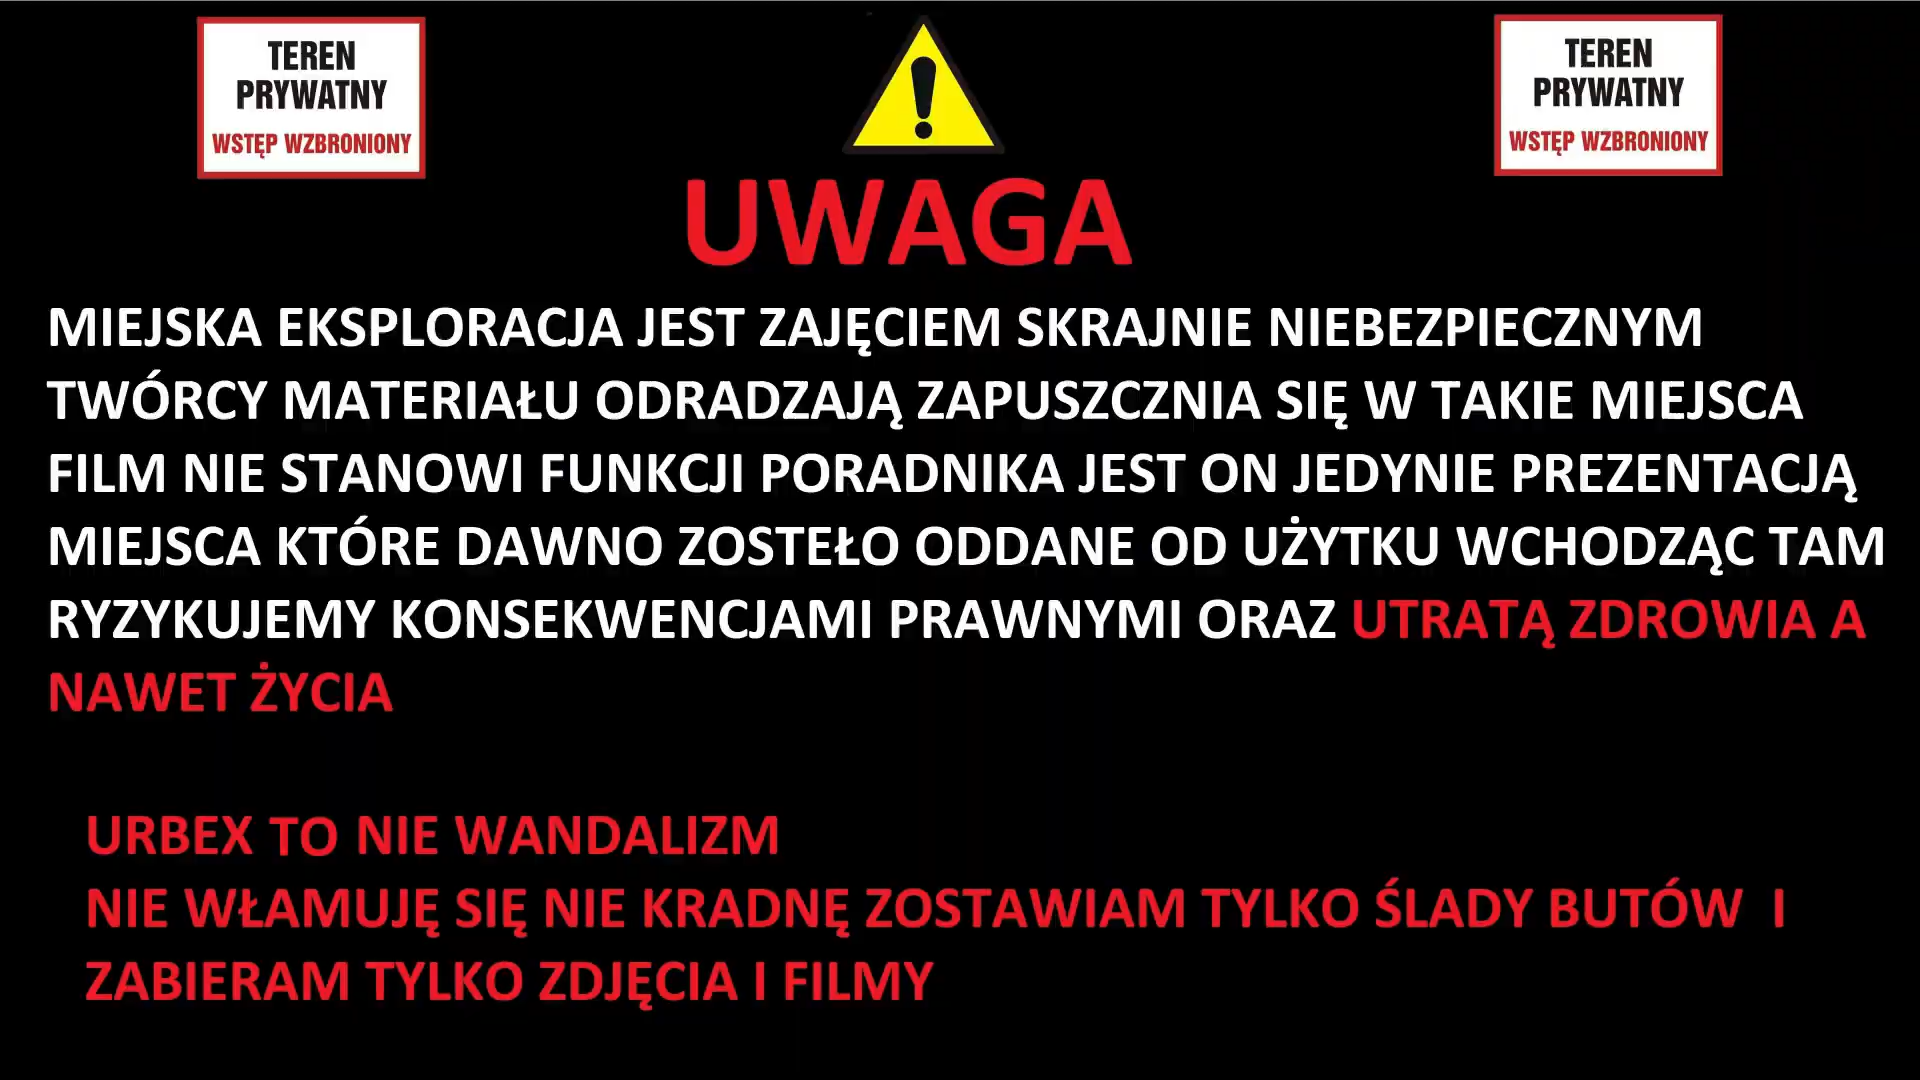 TEREN
PRYWATNY
WSTĘP WZBRONIONY
TEREN
PRYWATNY
WSTĘP WZBRONIONY
UWAGA
MIEJSKA EKSPLORACJA JEST ZAJĘCIEM SKRAJNIE NIEBEZPIECZNYM
TWÓRCY MATERIAŁU ODRADZAJĄ ZAPUSZCZNIA SIĘ W TAKIE MIEJSCA
FILM NIE STANOWI FUNKCJI PORADNIKA JEST ON JEDYNIE PREZENTACJĄ
MIEJSCA KTÓRE DAWNO ZOSTEŁO ODDANE OD UŻYTKU WCHODZĄC TAM
RYZYKUJEMY KONSEKWENCJAMI PRAWNYMI ORAZ UTRATĄ ZDROWIA A
NAWET ŻYCIA
URBEX TO NIE WANDALIZM
NIE WŁAMUJĘ SIĘ NIE KRADNĘ ZOSTAWIAM TYLKO ŚLADY BUTÓW I
ZABIERAM TYLKO ZDJĘCIA I FILMY